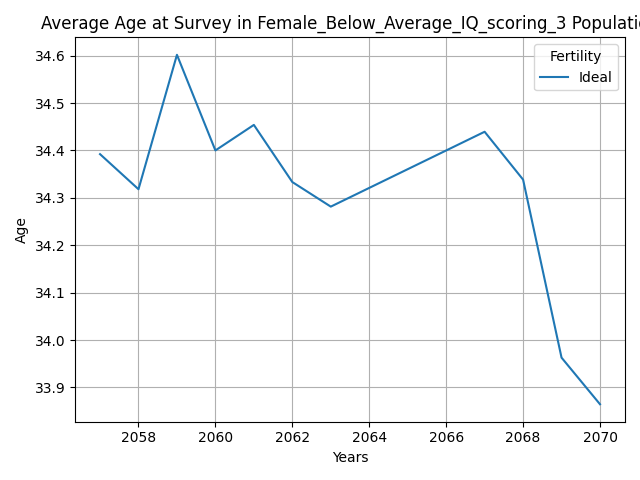 Average Age at Survey in Female_Below_Average_IQ_scoring_3 Populatio
Fertility
Ideal
34.6
34.5
34.4
34.3
34.2
34.1
34.0
33.9
Age
2058 2060 2062 2064 2066 2068 2070
Years